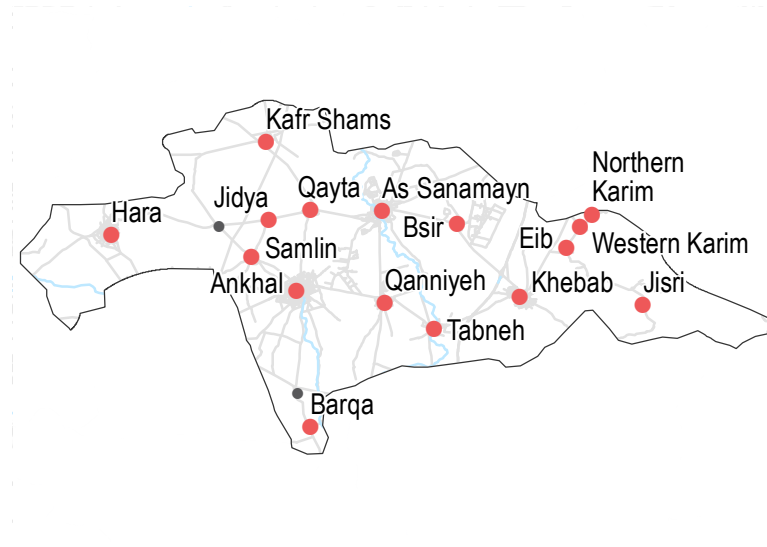 Kafr Shams
Northern
Karim
Hara
Jidya
Qayta
As Sanamayn
Bsir
Eib
Western Karim
Samlin
Ankhal
Qanniyeh
Khebab
Jisri
Tabneh
Barqa